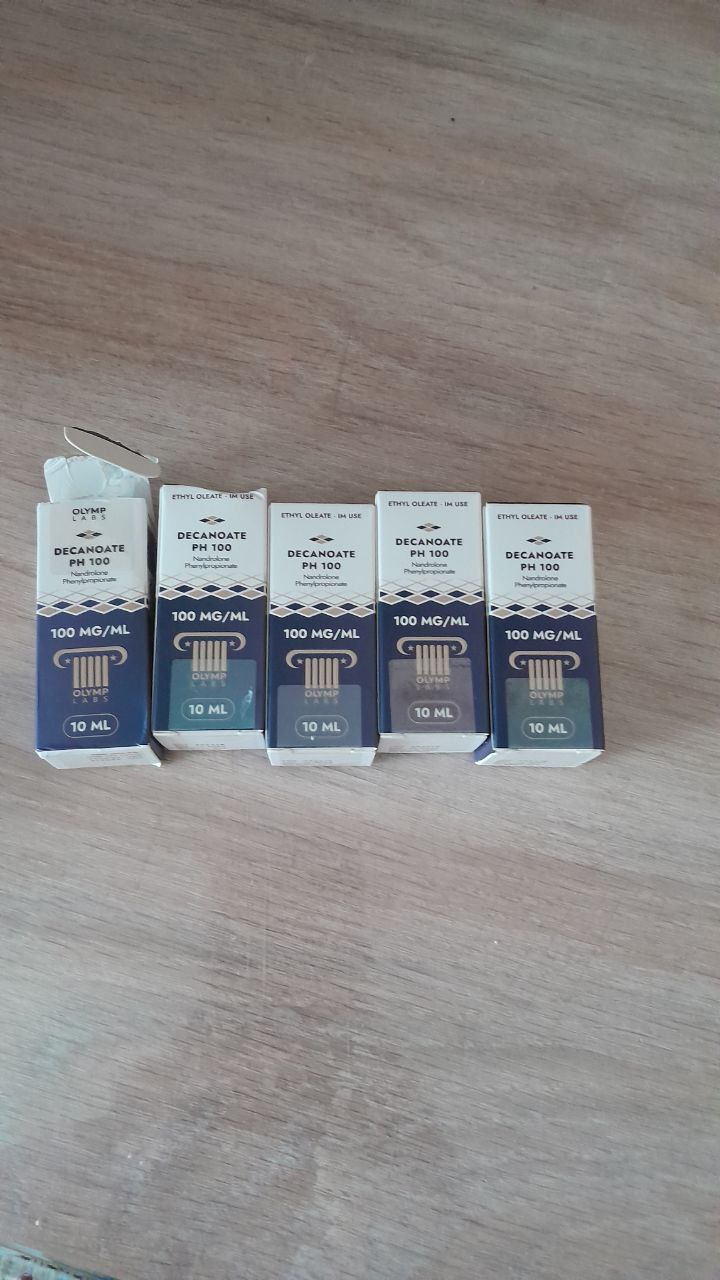 OLYMP
LABS
DECANOATE
PH 100
Nandrolone
Phenylpropionate
100 MG/ML
OLYMP
LABS
10 ML
ETHYL OLEATE - IM USE
DECANOATE
PH 100
Nandrolone
Phenylpropionate
100 MG/ML
OLYMP
LABS
10 ML
ETHYL OLEATE - IM USE
DECANOATE
PH 100
Nandrolone
Phenylpropionate
100 MG/ML
OLYMP
LABS
10 ML
ETHYL OLEATE - IM USE
DECANOATE
PH 100
Nandrolone
Phenylpropionate
100 MG/ML
OLYMP
LABS
10 ML
ETHYL OLEATE - IM USE
DECANOATE
PH 100
Nandrolone
Phenylpropionate
100 MG/ML
OLYMP
LABS
10 ML